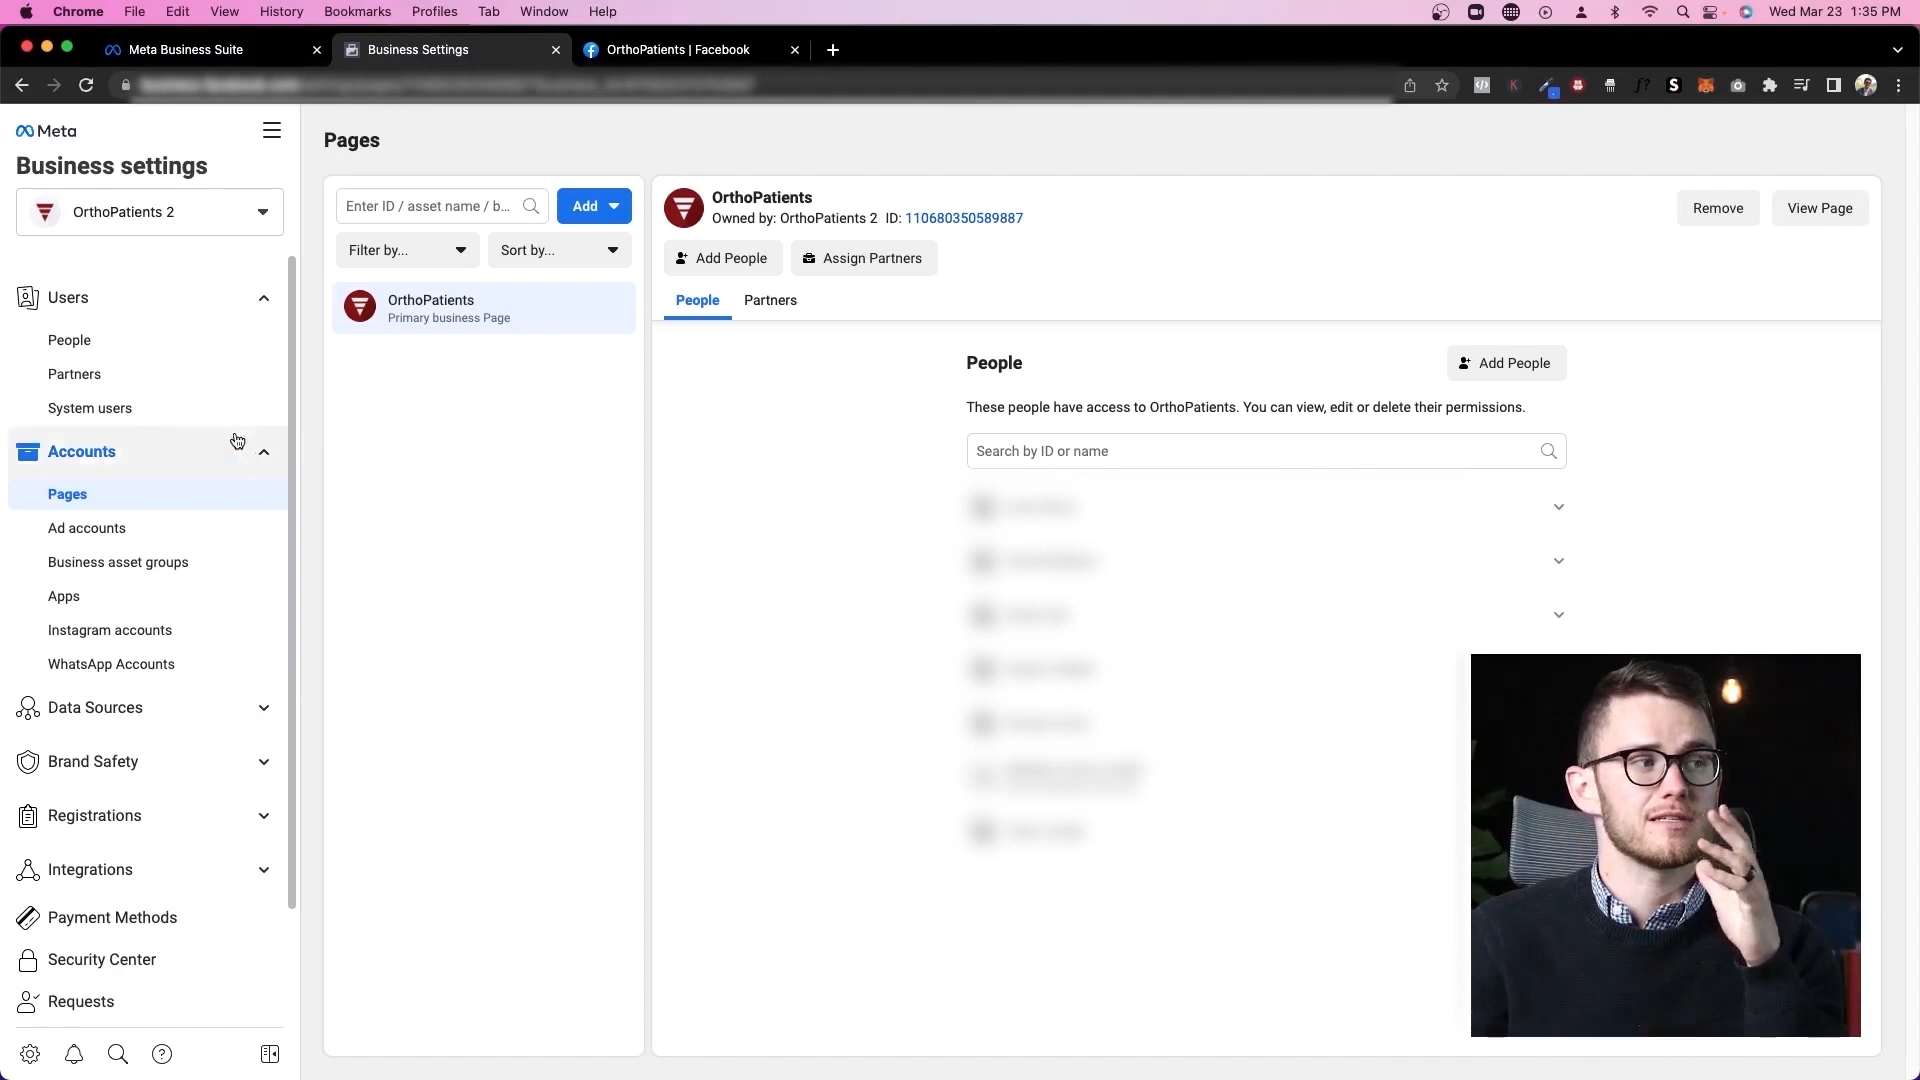 Chrome File Edit View History Bookmarks Profiles Tab Window Help Wed Mar 23 1:35 PM
Meta Business Suite
Business Settings
OrthoPatients | Facebook
Meta
Business settings
OrthoPatients 2
Users
People
Partners
System users
Accounts
Pages
Ad accounts
Business asset groups
Apps
Instagram accounts
WhatsApp Accounts
Data Sources
Brand Safety
Registrations
Integrations
Payment Methods
Security Center
Requests
Pages
Enter ID / asset name / b...
Add
Filter by...
Sort by...
OrthoPatients
Primary business Page
OrthoPatients
Owned by: OrthoPatients 2 ID: 110680350589887
Remove
View Page
Add People
Assign Partners
People
Partners
People
Add People
These people have access to OrthoPatients. You can view, edit or delete their permissions.
Search by ID or name